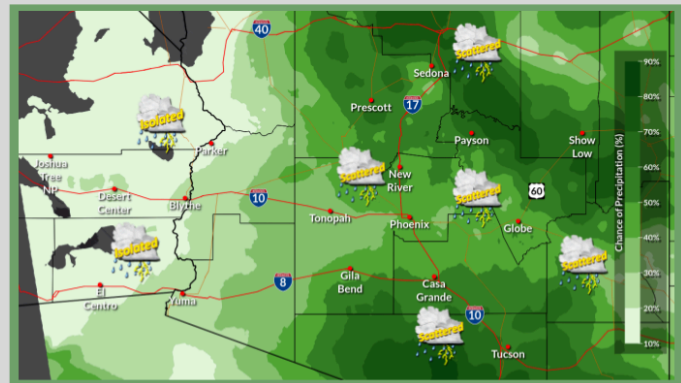 40
Scattered
Sedona
90%
80%
70%
60%
50%
40%
30%
20%
10%
Chance of Precipitation (%)
Isolated
Prescott
17
Parker
Payson
Show
Low
Joshua
Tree
NP
Scattered
New
River
Scattered
60
Desert
Center
Blythe
10
Tonopah
Phoenix
Globe
Isolated
Scattered
Gila
Bend
8
Casa
Grande
El
Centro
Yuma
10
Scattered
Tucson